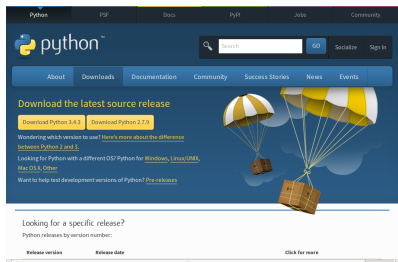 Python PSF Docs PyPI Jobs Community
python™
Search GO Socialize Sign In
About Downloads Documentation Community Success Stories News Events
Download the latest source release
Download Python 3.4.3 Download Python 2.7.9
Wondering which version to use? Here's more about the difference
between Python 2 and 3.
Looking for Python with a different OS? Python for Windows, Linux/UNIX,
Mac OS X, Other
Want to help test development versions of Python? Pre-releases
Looking for a specific release?
Python releases by version number:
Release version Release date Click for more